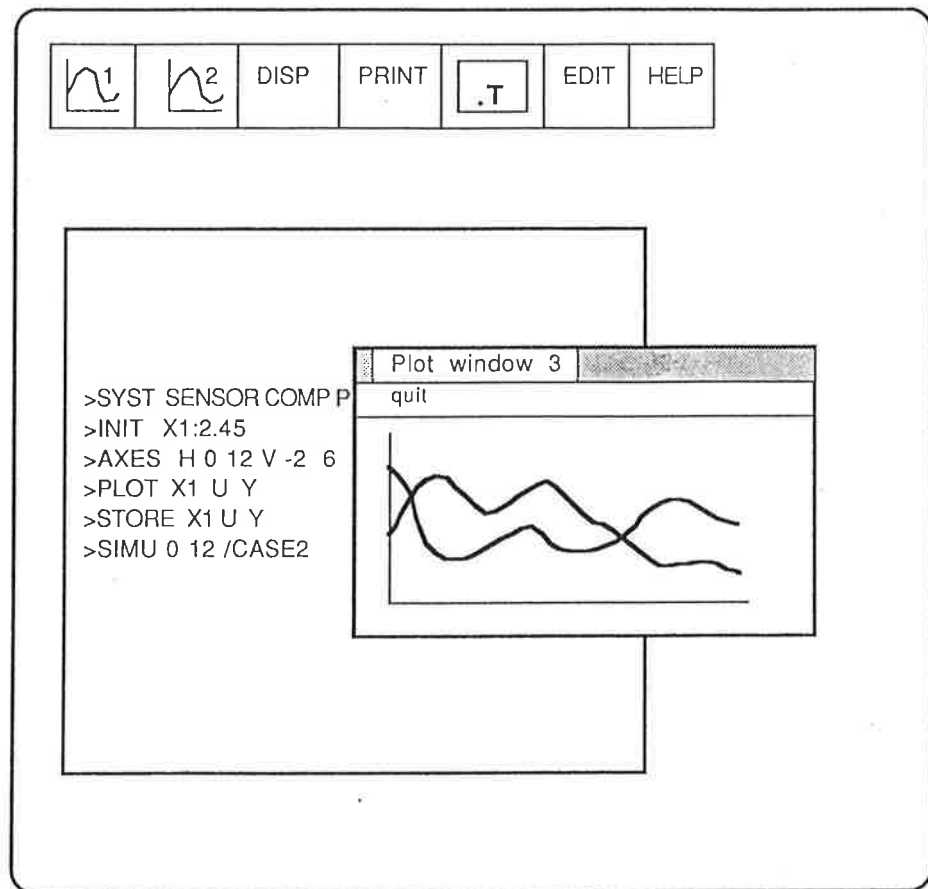 1 2 DISP PRINT .T EDIT HELP
Plot window 3
quit
>SYST SENSOR COMP P
>INIT X1:2.45
>AXES H 0 12 V -2 6
>PLOT X1 U Y
>STORE X1 U Y
>SIMU 0 12 /CASE2